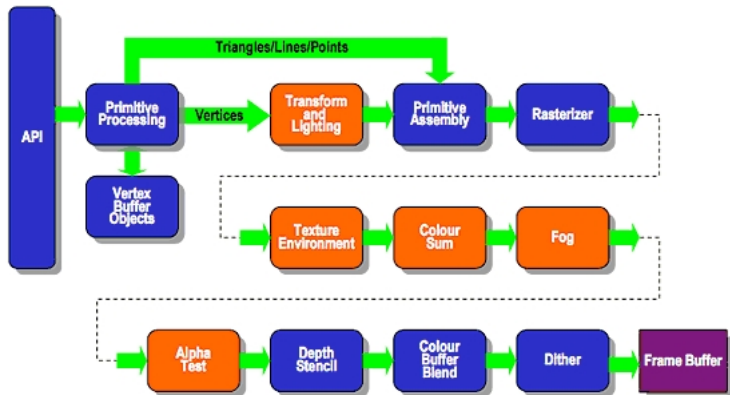 Triangles/Lines/Points
API
Primitive
Processing
Vertices
Transform
and
Lighting
Primitive
Assembly
Rasterizer
Vertex
Buffer
Objects
Texture
Environment
Colour
Sum
Fog
Alpha
Test
Depth
Stencil
Colour
Buffer
Blend
Dither
Frame Buffer